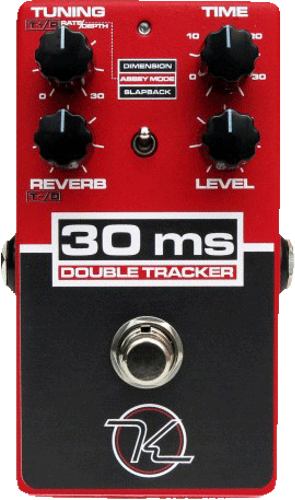 TUNING TIME
RATE/DEPTH
10 20
DIMENSION
ABBEY MODE
SLAPBACK
0 30 0 30
REVERB LEVEL
30 ms
DOUBLE TRACKER
K